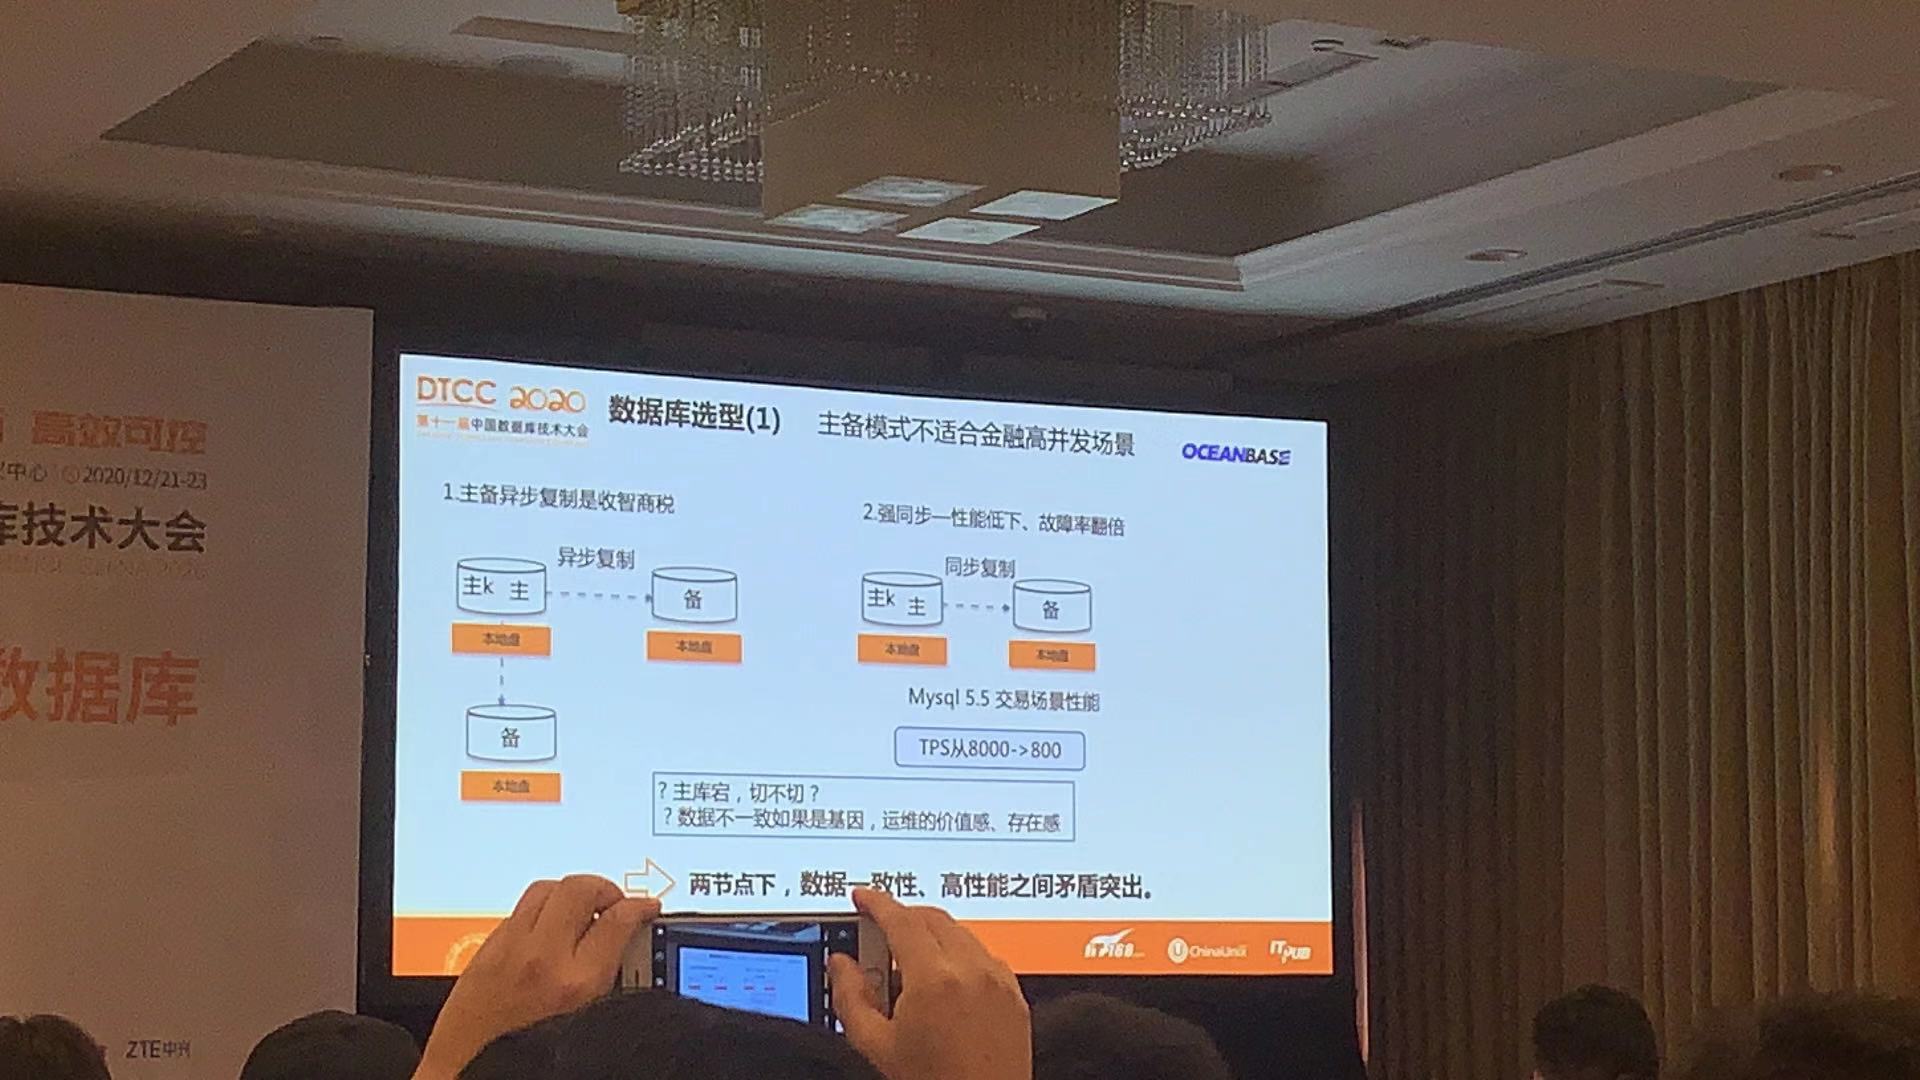 高效可控
中心 2020/12/21-23
库技术大会
数据库
ZTE中兴
DTCC 2020
第十一届中国数据库技术大会
数据库选型(1) 主备模式不适合金融高并发场景
OCEANBASE
1.主备异步复制是收智商税
异步复制
主k 主
备
本地盘
本地盘
备
本地盘
2.强同步—性能低下、故障率翻倍
同步复制
主k 主
备
本地盘
本地盘
Mysql 5.5 交易场景性能
TPS从8000->800
? 主库宕，切不切？
? 数据不一致如果是基因，运维的价值感、存在感
两节点下，数据一致性、高性能之间矛盾突出。
IT168
ChinaUnix
ITPUB